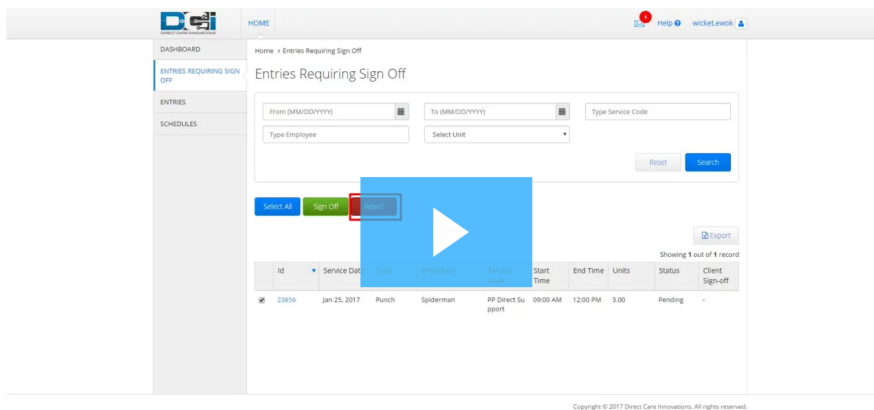 DCi
DIRECT CARE INNOVATIONS
HOME
1
Help
wicket.ewok
DASHBOARD
ENTRIES REQUIRING SIGN
OFF
ENTRIES
SCHEDULES
Home > Entries Requiring Sign Off
Entries Requiring Sign Off
From (MM/DD/YYYY)
To (MM/DD/YYYY)
Type Service Code
Type Employee
Select Unit
Reset
Search
Select All
Sign Off
Reject
Export
Showing 1 out of 1 record
Id
Service Dat
Start
Time
End Time
Units
Status
Client
Sign-off
23856
Jan 25, 2017
Punch
Spiderman
PP Direct Su
pport
09:00 AM
12:00 PM
3.00
Pending
-
Copyright © 2017 Direct Care Innovations. All rights reserved.